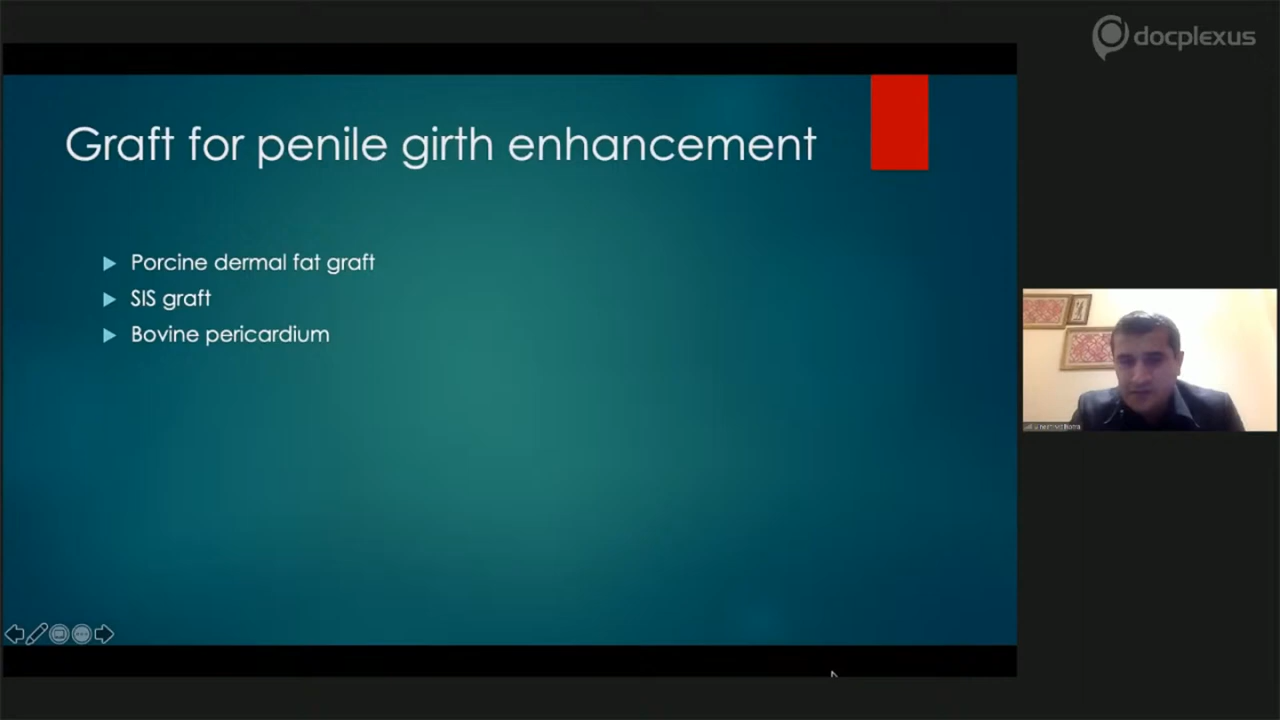 docplexus
Graft for penile girth enhancement
Porcine dermal fat graft
SIS graft
Bovine pericardium